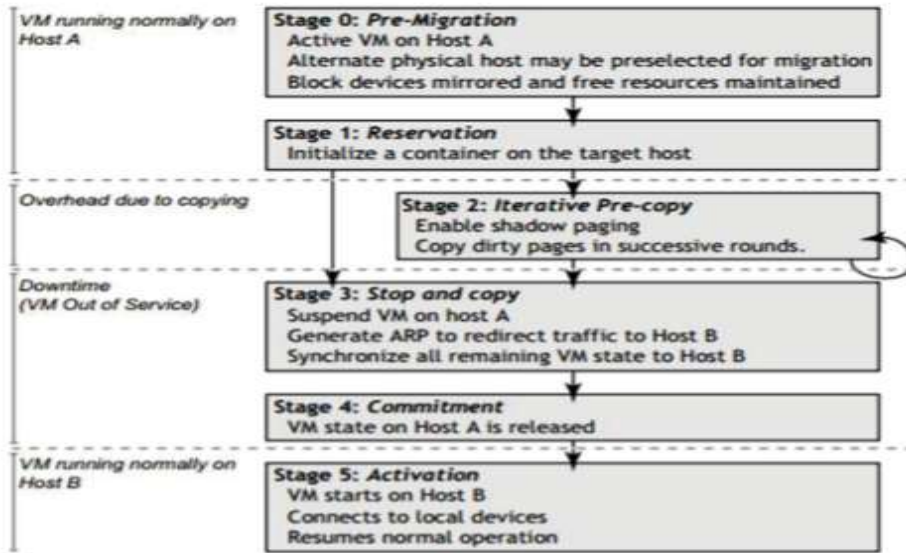 VM running normally on
Host A
Stage 0: Pre-Migration
Active VM on Host A
Alternate physical host may be preselected for migration
Block devices mirrored and free resources maintained
Stage 1: Reservation
Initialize a container on the target host
Overhead due to copying
Stage 2: Iterative Pre-copy
Enable shadow paging
Copy dirty pages in successive rounds.
Downtime
(VM Out of Service)
Stage 3: Stop and copy
Suspend VM on host A
Generate ARP to redirect traffic to Host B
Synchronize all remaining VM state to Host B
Stage 4: Commitment
VM state on Host A is released
VM running normally on
Host B
Stage 5: Activation
VM starts on Host B
Connects to local devices
Resumes normal operation